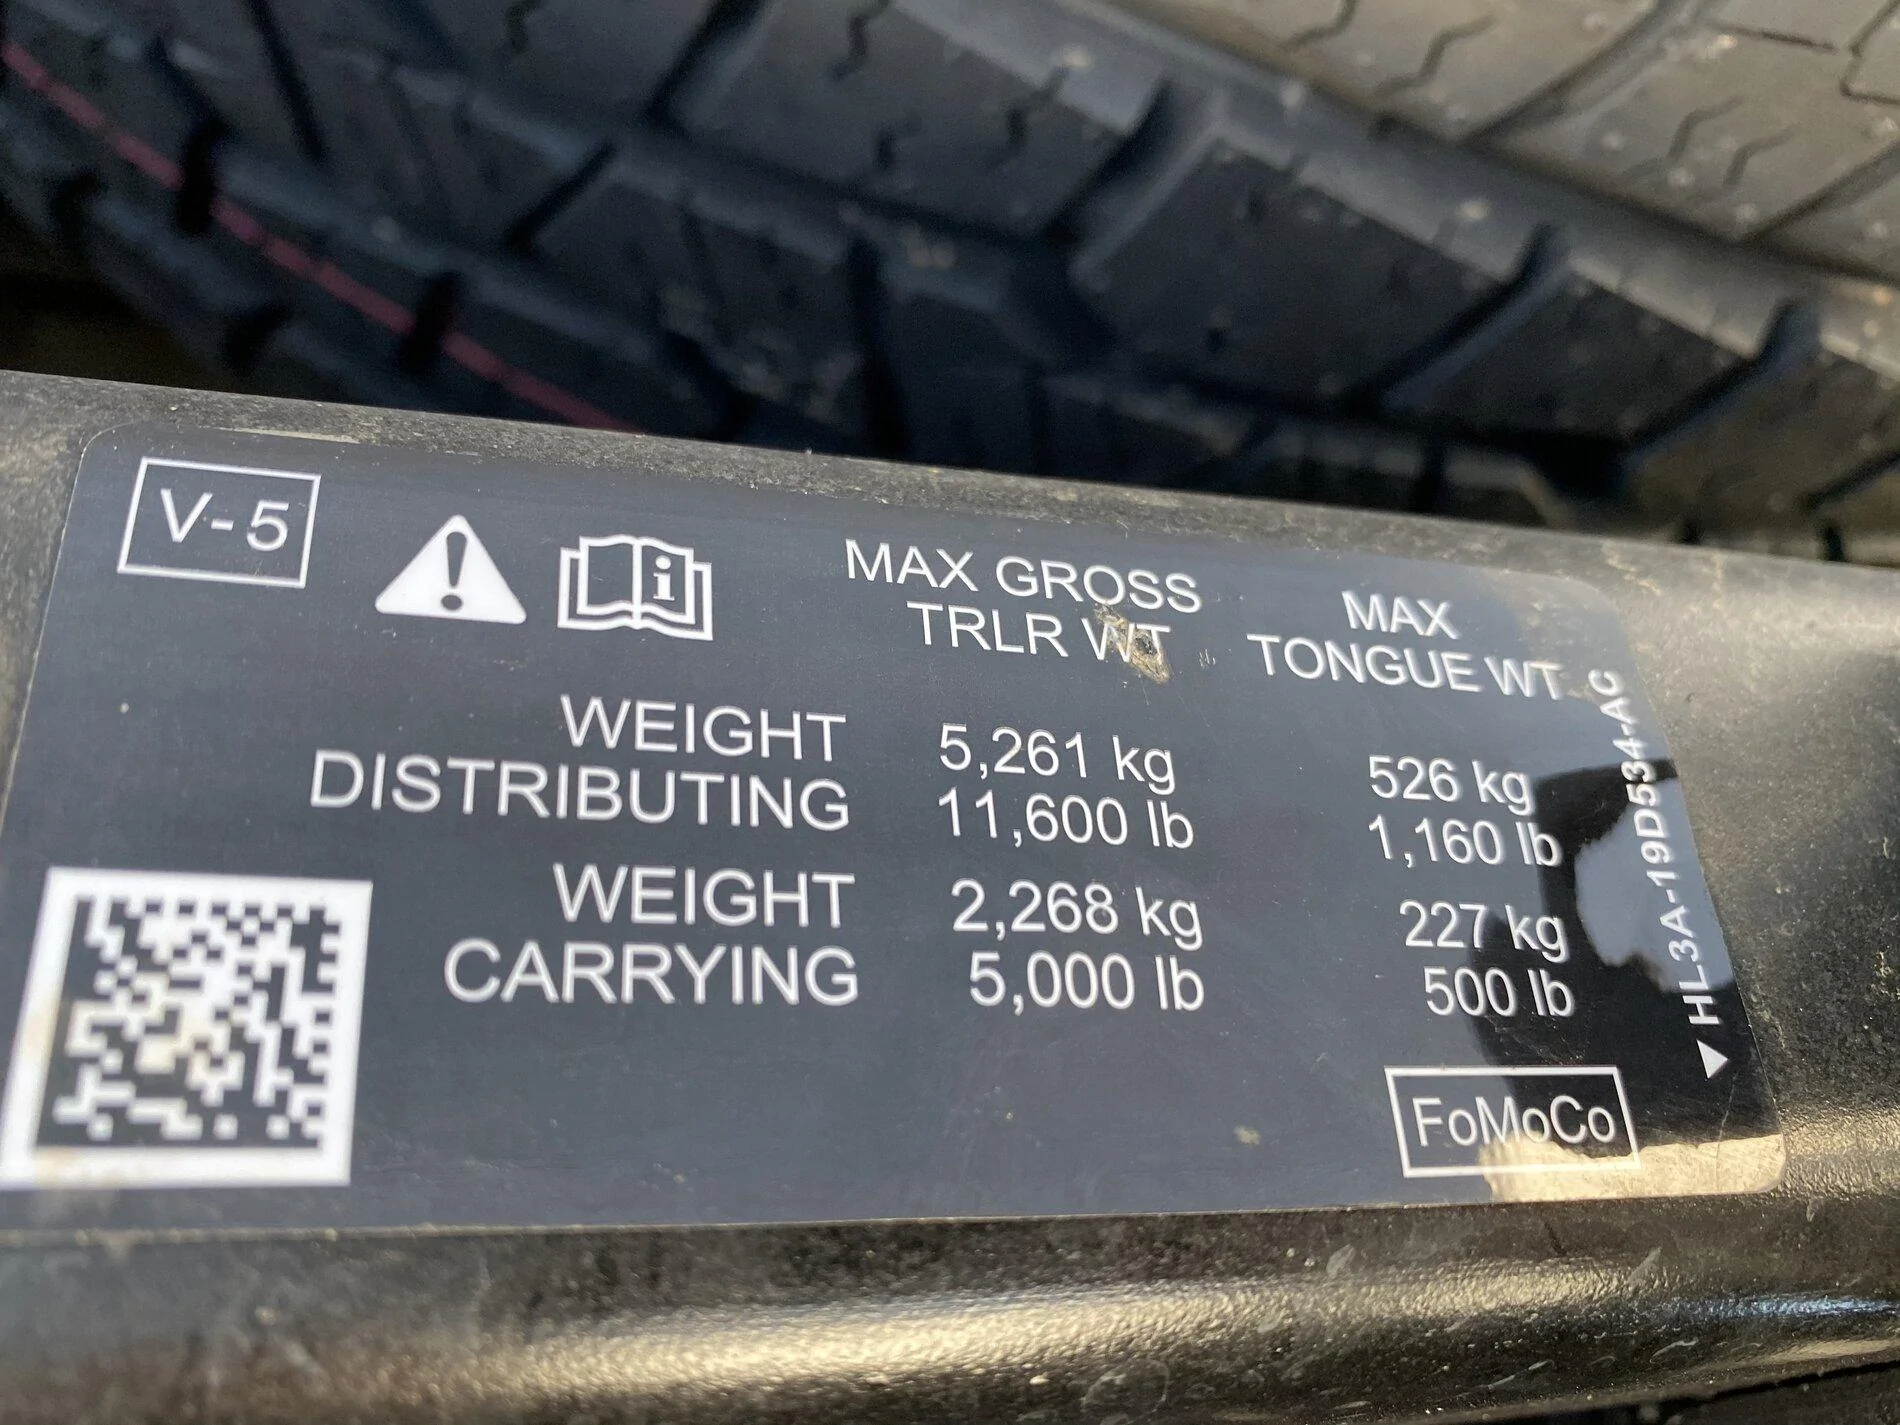 V-5
MAX GROSS
TRLR WT
MAX
TONGUE WT
WEIGHT
DISTRIBUTING
5,261 kg
11,600 lb
526 kg
1,160 lb
WEIGHT
CARRYING
2,268 kg
5,000 lb
227 kg
500 lb
HL3A-19D534-AC
FoMoCo